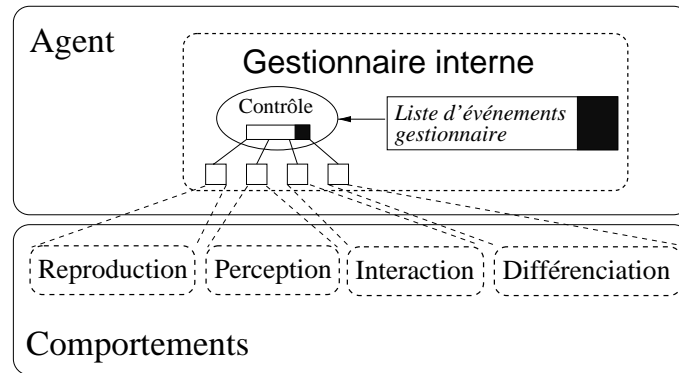 Agent
Gestionnaire interne
Contrôle
Liste d'événements
gestionnaire
Reproduction
Perception
Interaction
Différenciation
Comportements